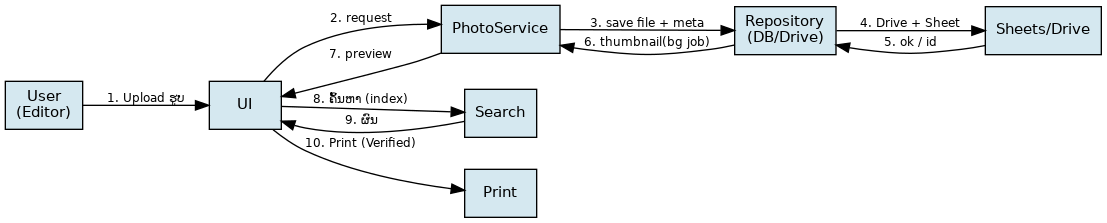 2. request
PhotoService
3. save file + meta
Repository
(DB/Drive)
4. Drive + Sheet
Sheets/Drive
6. thumbnail(bg job)
5. ok / id
7. preview
User
(Editor)
1. Upload ຮູບ
UI
8. ຄົ້ນຫາ (index)
Search
9. ຜົນ
10. Print (Verified)
Print